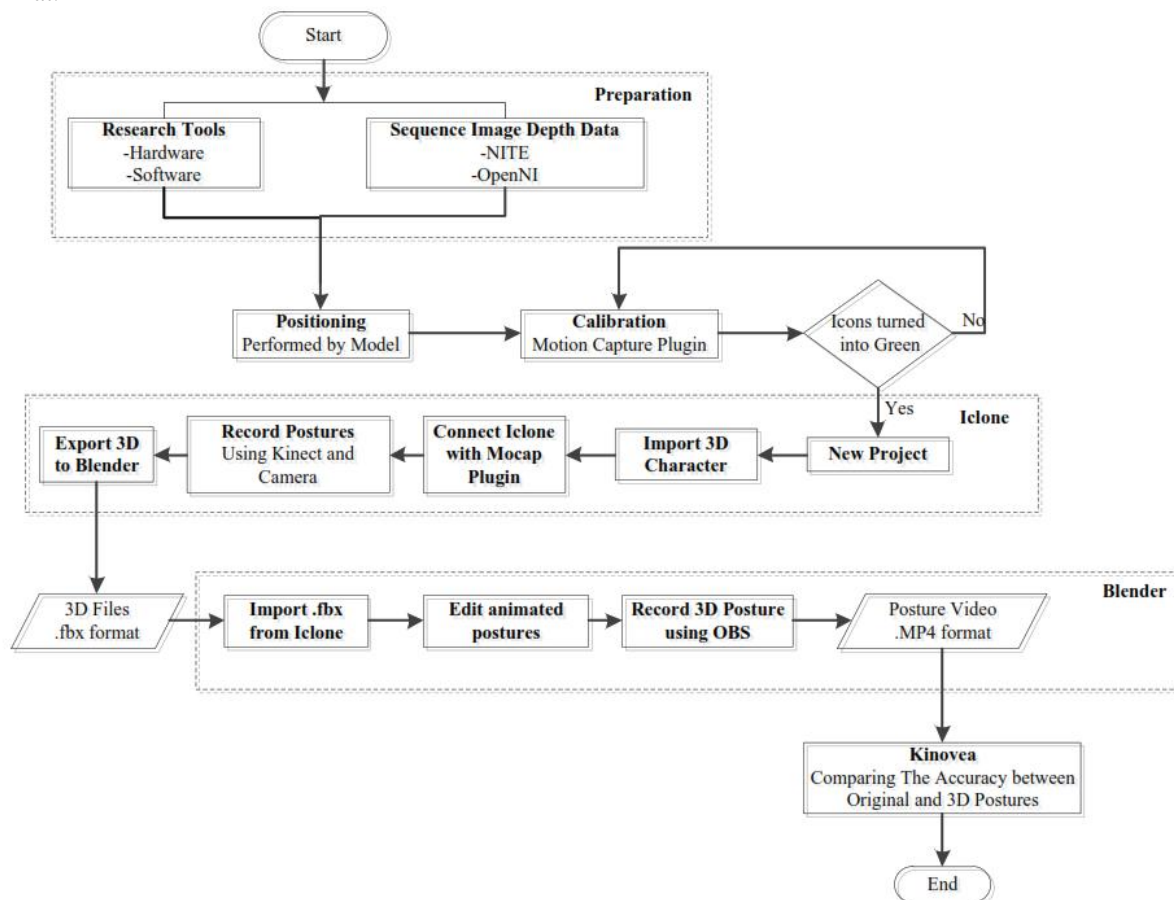 Start
Preparation
Research Tools
-Hardware
-Software
Sequence Image Depth Data
-NITE
-OpenNI
Positioning
Performed by Model
Calibration
Motion Capture Plugin
Icons turned
into Green
No
Yes
Iclone
New Project
Import 3D
Character
Connect Iclone
with Mocap
Plugin
Record Postures
Using Kinect and
Camera
Export 3D
to Blender
3D Files
.fbx format
Blender
Import .fbx
from Iclone
Edit animated
postures
Record 3D Posture
using OBS
Posture Video
.MP4 format
Kinovea
Comparing The Accuracy between
Original and 3D Postures
End